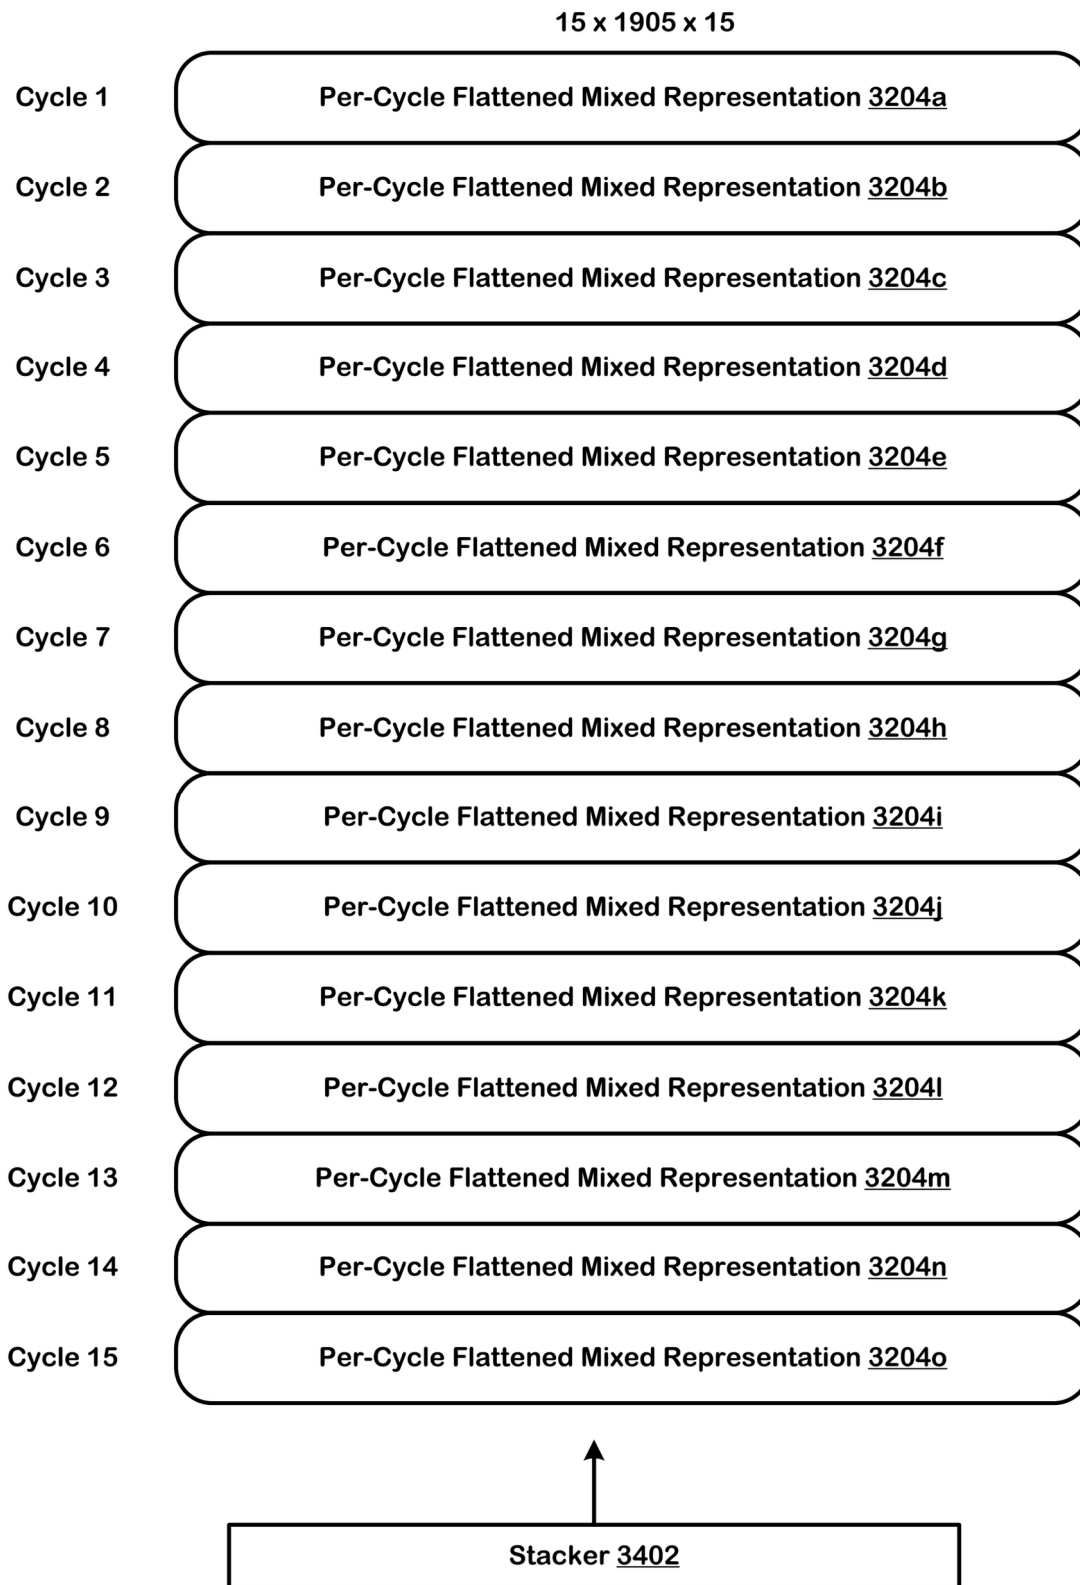 15 x 1905 x 15
Cycle 1 Per-Cycle Flattened Mixed Representation 3204a
Cycle 2 Per-Cycle Flattened Mixed Representation 3204b
Cycle 3 Per-Cycle Flattened Mixed Representation 3204c
Cycle 4 Per-Cycle Flattened Mixed Representation 3204d
Cycle 5 Per-Cycle Flattened Mixed Representation 3204e
Cycle 6 Per-Cycle Flattened Mixed Representation 3204f
Cycle 7 Per-Cycle Flattened Mixed Representation 3204g
Cycle 8 Per-Cycle Flattened Mixed Representation 3204h
Cycle 9 Per-Cycle Flattened Mixed Representation 3204i
Cycle 10 Per-Cycle Flattened Mixed Representation 3204j
Cycle 11 Per-Cycle Flattened Mixed Representation 3204k
Cycle 12 Per-Cycle Flattened Mixed Representation 3204l
Cycle 13 Per-Cycle Flattened Mixed Representation 3204m
Cycle 14 Per-Cycle Flattened Mixed Representation 3204n
Cycle 15 Per-Cycle Flattened Mixed Representation 3204o
Stacker 3402